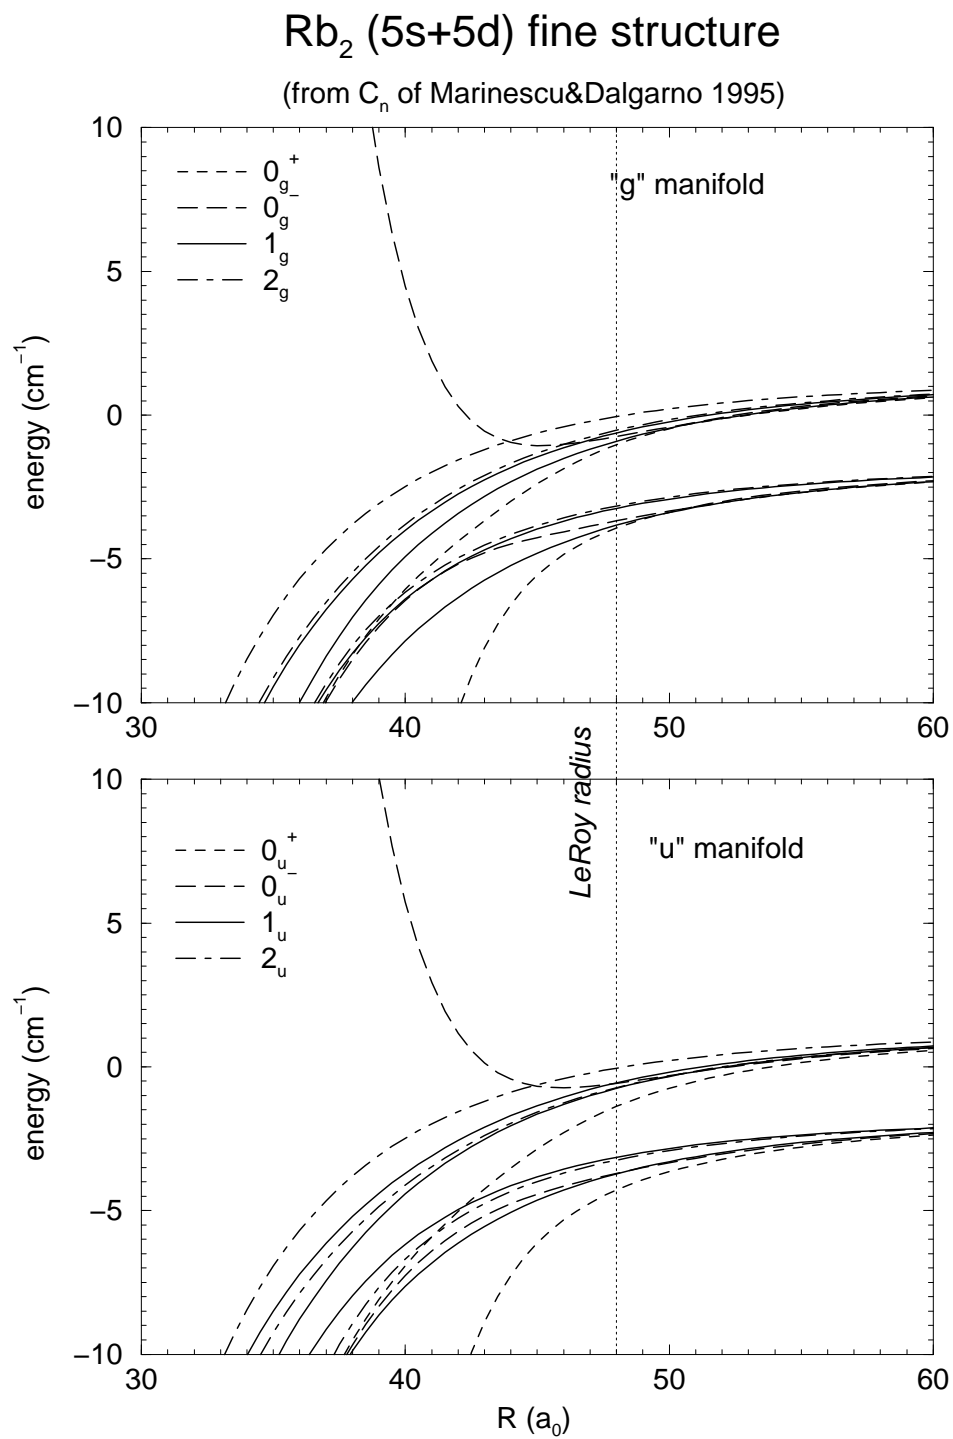 Rb₂ (5s+5d) fine structure
(from Cₙ of Marinescu&Dalgarno 1995)
10
5
0
−5
−10
energy (cm⁻¹)
0g⁺
0g⁻
1g
2g
"g" manifold
30
40
50
60
LeRoy radius
10
5
0
−5
−10
energy (cm⁻¹)
0u⁺
0u⁻
1u
2u
"u" manifold
30
40
50
60
R (a₀)